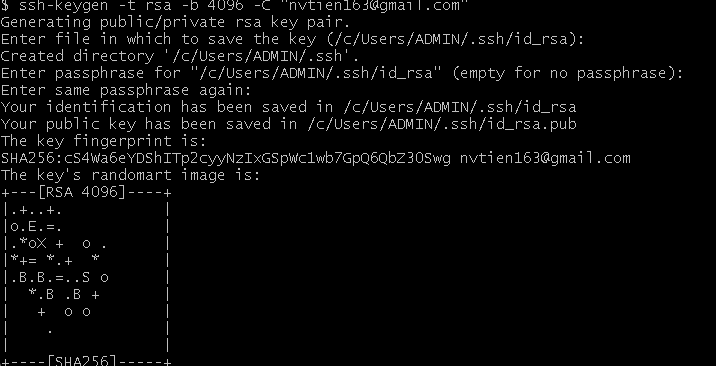 $ ssh-keygen -t rsa -b 4096 -C "nvtien163@gmail.com"
Generating public/private rsa key pair.
Enter file in which to save the key (/c/Users/ADMIN/.ssh/id_rsa):
Created directory '/c/Users/ADMIN/.ssh'.
Enter passphrase for "/c/Users/ADMIN/.ssh/id_rsa" (empty for no passphrase):
Enter same passphrase again:
Your identification has been saved in /c/Users/ADMIN/.ssh/id_rsa
Your public key has been saved in /c/Users/ADMIN/.ssh/id_rsa.pub
The key fingerprint is:
SHA256:cS4Wa6eYDShITp2cyyNzIxGSpWc1wb7GpQ6QbZ3OSwg nvtien163@gmail.com
The key's randomart image is:
+---[RSA 4096]----+
|.+..+.           |
|o.E.=.           |
|.*oX +  o .      |
|*+= *.+  *       |
|.B.B.=..S o      |
|  *.B .B +       |
|   +  o o        |
|    .            |
|                 |
+----[SHA256]-----+